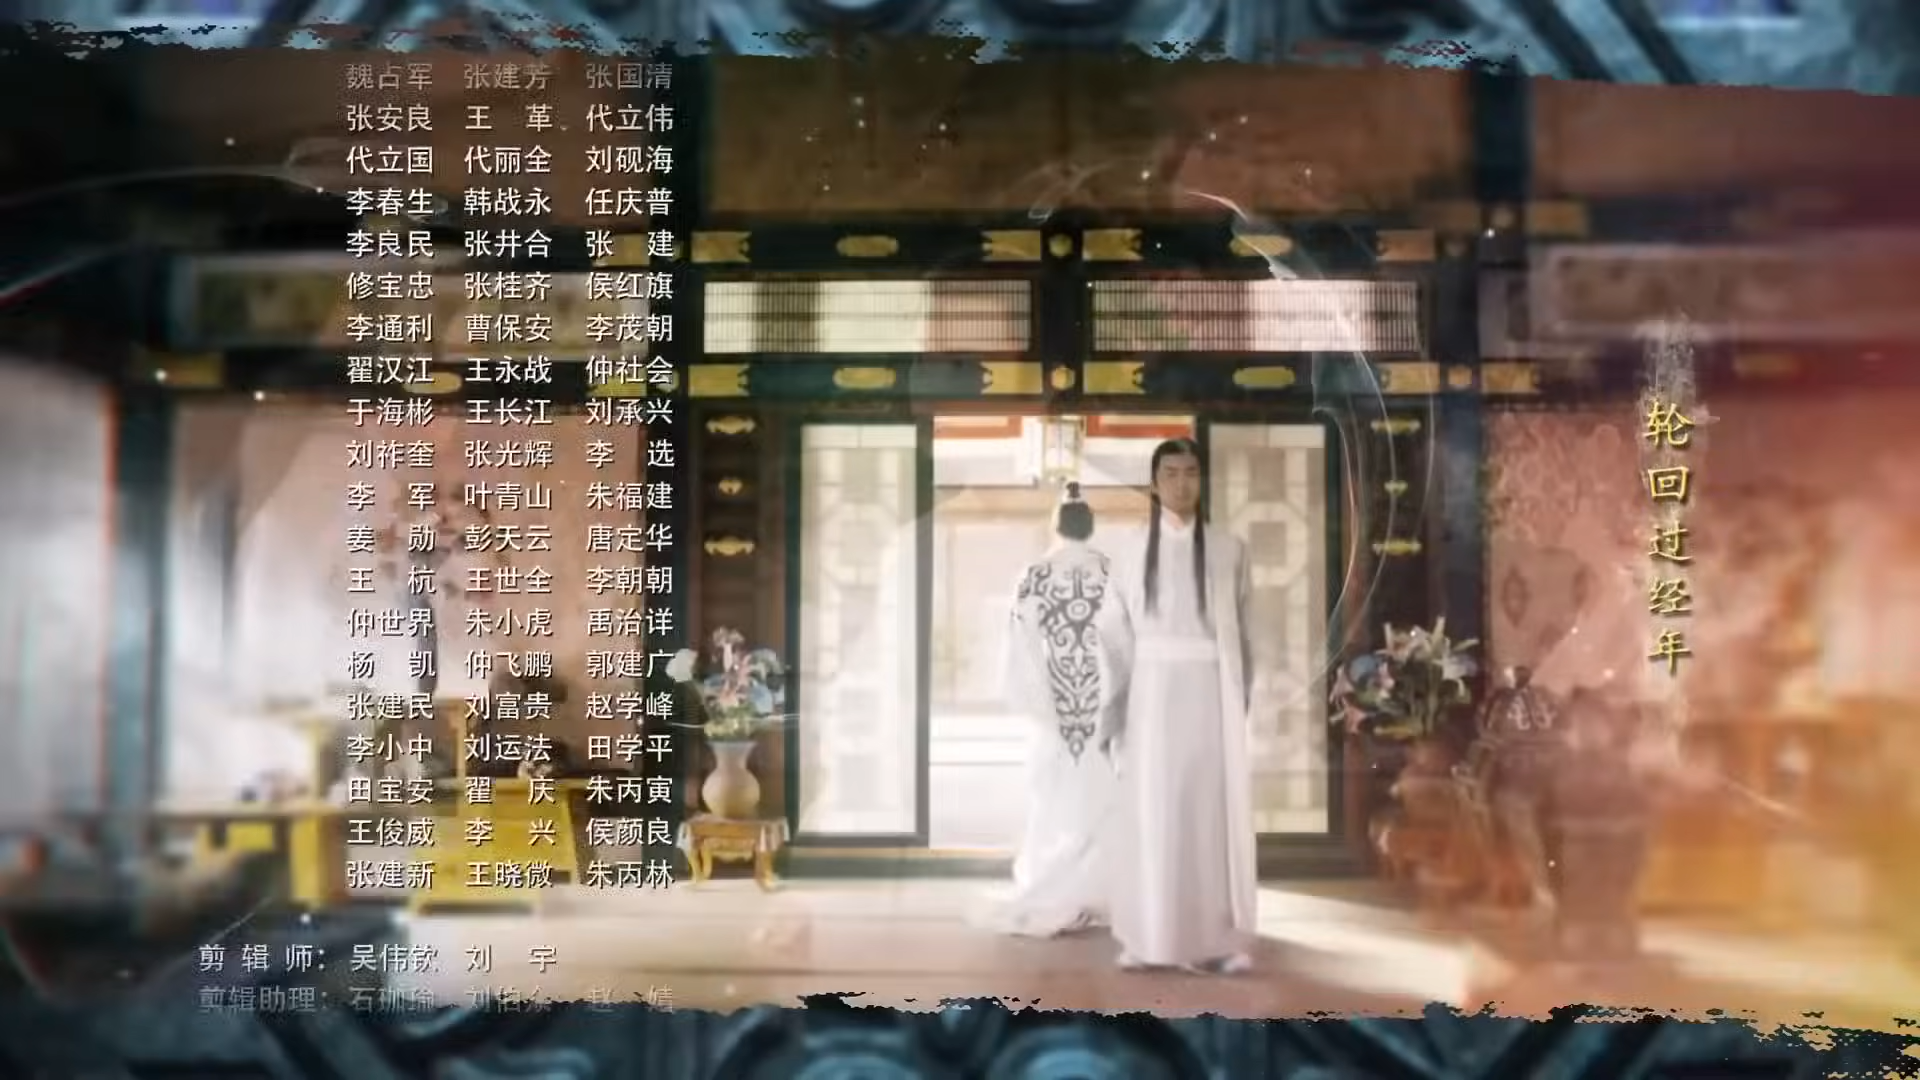 魏占军 张建芳 张国清
张安良 王 革 代立伟
代立国 代丽全 刘砚海
李春生 韩战永 任庆普
李良民 张井合 张 建
修宝忠 张桂齐 侯红旗
李通利 曹保安 李茂朝
翟汉江 王永战 仲社会
于海彬 王长江 刘承兴
刘祚奎 张光辉 李 选
李 军 叶青山 朱福建
姜 勋 彭天云 唐定华
王 杭 王世全 李朝朝
仲世界 朱小虎 禹治详
杨 凯 仲飞鹏 郭建广
张建民 刘富贵 赵学峰
李小中 刘运法 田学平
田宝安 翟 庆 朱丙寅
王俊威 李 兴 侯颜良
张建新 王晓微 朱丙林
剪 辑 师： 吴伟钦 刘 宇
剪辑助理： 石珈瑜 刘伯众 赵 婧
轮回过经年